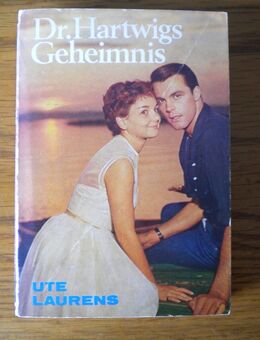 Dr. Hartwigs
Geheimnis
UTE
LAURENS